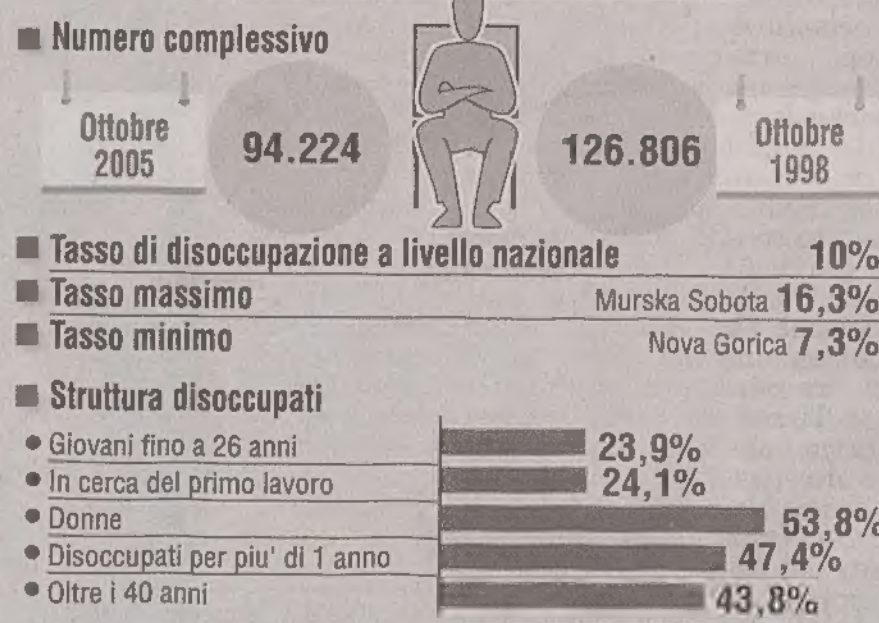 Numero complessivo
Ottobre
2005
94.224
126.806
Ottobre
1998
Tasso di disoccupazione a livello nazionale 10%
Tasso massimo Murska Sobota 16,3%
Tasso minimo Nova Gorica 7,3%
Struttura disoccupati
Giovani fino a 26 anni 23,9%
In cerca del primo lavoro 24,1%
Donne 53,8%
Disoccupati per piu' di 1 anno 47,4%
Oltre i 40 anni 43,8%